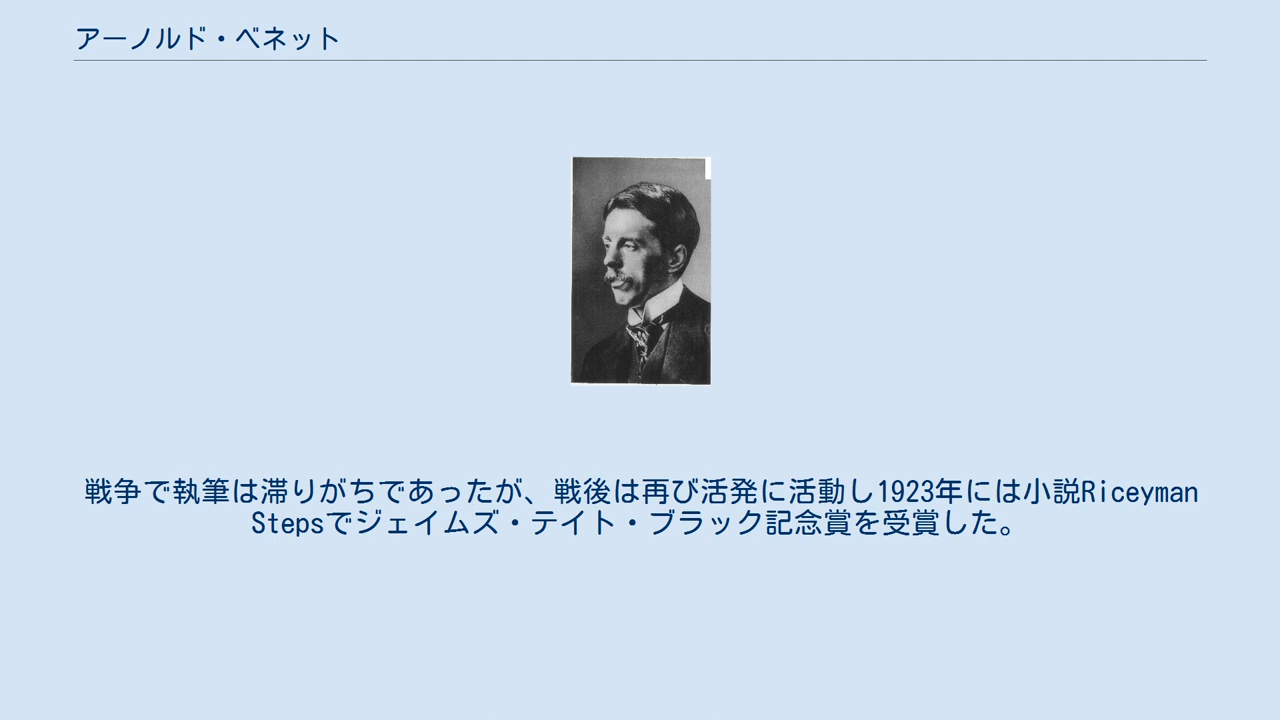 アーノルド・ベネット
戦争で執筆は滞りがちであったが、戦後は再び活発に活動し1923年には小説Riceyman
Stepsでジェイムズ・テイト・ブラック記念賞を受賞した。